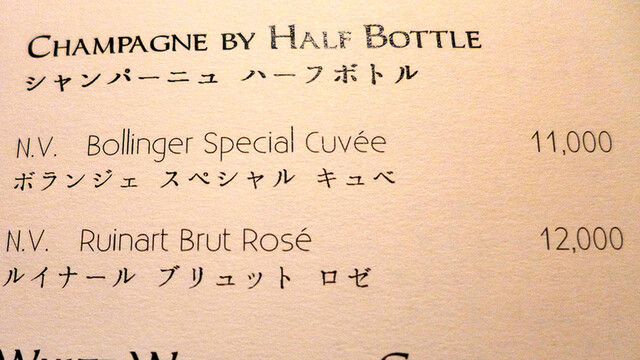 CHAMPAGNE BY HALF BOTTLE
シャンパーニュ ハーフボトル
N.V. Bollinger Special Cuvée 11,000
ボランジェ スペシャル キュベ
N.V. Ruinart Brut Rosé 12,000
ルイナール ブリュット ロゼ